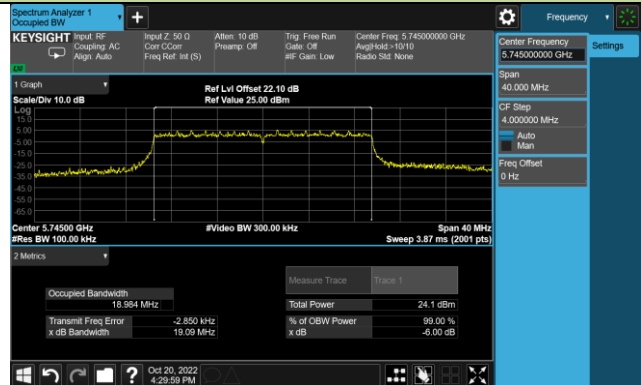 Spectrum Analyzer 1
Occupied BW
+
Frequency
KEYSIGHT
Input: RF
Coupling: AC
Align: Auto
Input Z: 50 Ω
Corr CCorr
Freq Ref: Int (S)
Atten: 10 dB
Preamp: Off
Trig: Free Run
Gate: Off
#IF Gain: Low
Center Freq: 5.745000000 GHz
Avg|Hold:>10/10
Radio Std: None
LXI
Center Frequency
5.745000000 GHz
Settings
Span
40.000 MHz
CF Step
4.000000 MHz
Auto
Man
Freq Offset
0 Hz
1 Graph
Scale/Div 10.0 dB
Ref Lvl Offset 22.10 dB
Ref Value 25.00 dBm
Log
15.0
5.00
-5.00
-15.0
-25.0
-35.0
-45.0
-55.0
-65.0
Center 5.74500 GHz
#Res BW 100.00 kHz
#Video BW 300.00 kHz
Span 40 MHz
Sweep 3.87 ms (2001 pts)
2 Metrics
Measure Trace
Trace 1
Occupied Bandwidth
18.984 MHz
Total Power
24.1 dBm
Transmit Freq Error
-2.850 kHz
% of OBW Power
99.00 %
x dB Bandwidth
19.09 MHz
x dB
-6.00 dB
?
Oct 20, 2022
4:29:59 PM